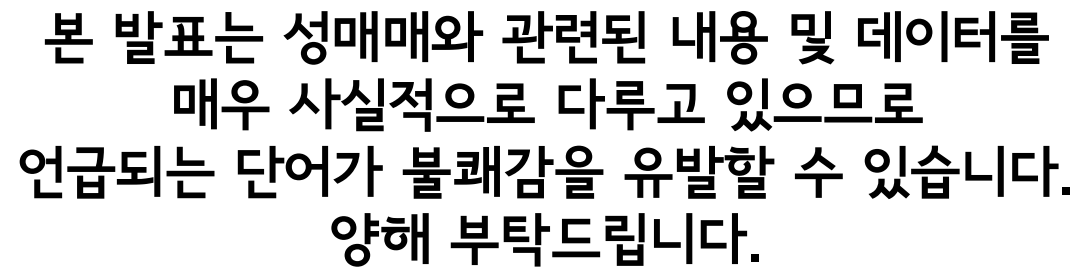 본 발표는 성매매와 관련된 내용 및 데이터를
매우 사실적으로 다루고 있으므로
언급되는 단어가 불쾌감을 유발할 수 있습니다.
양해 부탁드립니다.